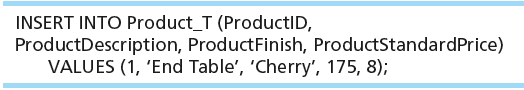 INSERT INTO Product_T (ProductID,
ProductDescription, ProductFinish, ProductStandardPrice)
VALUES (1, ‘End Table’, ‘Cherry’, 175, 8);